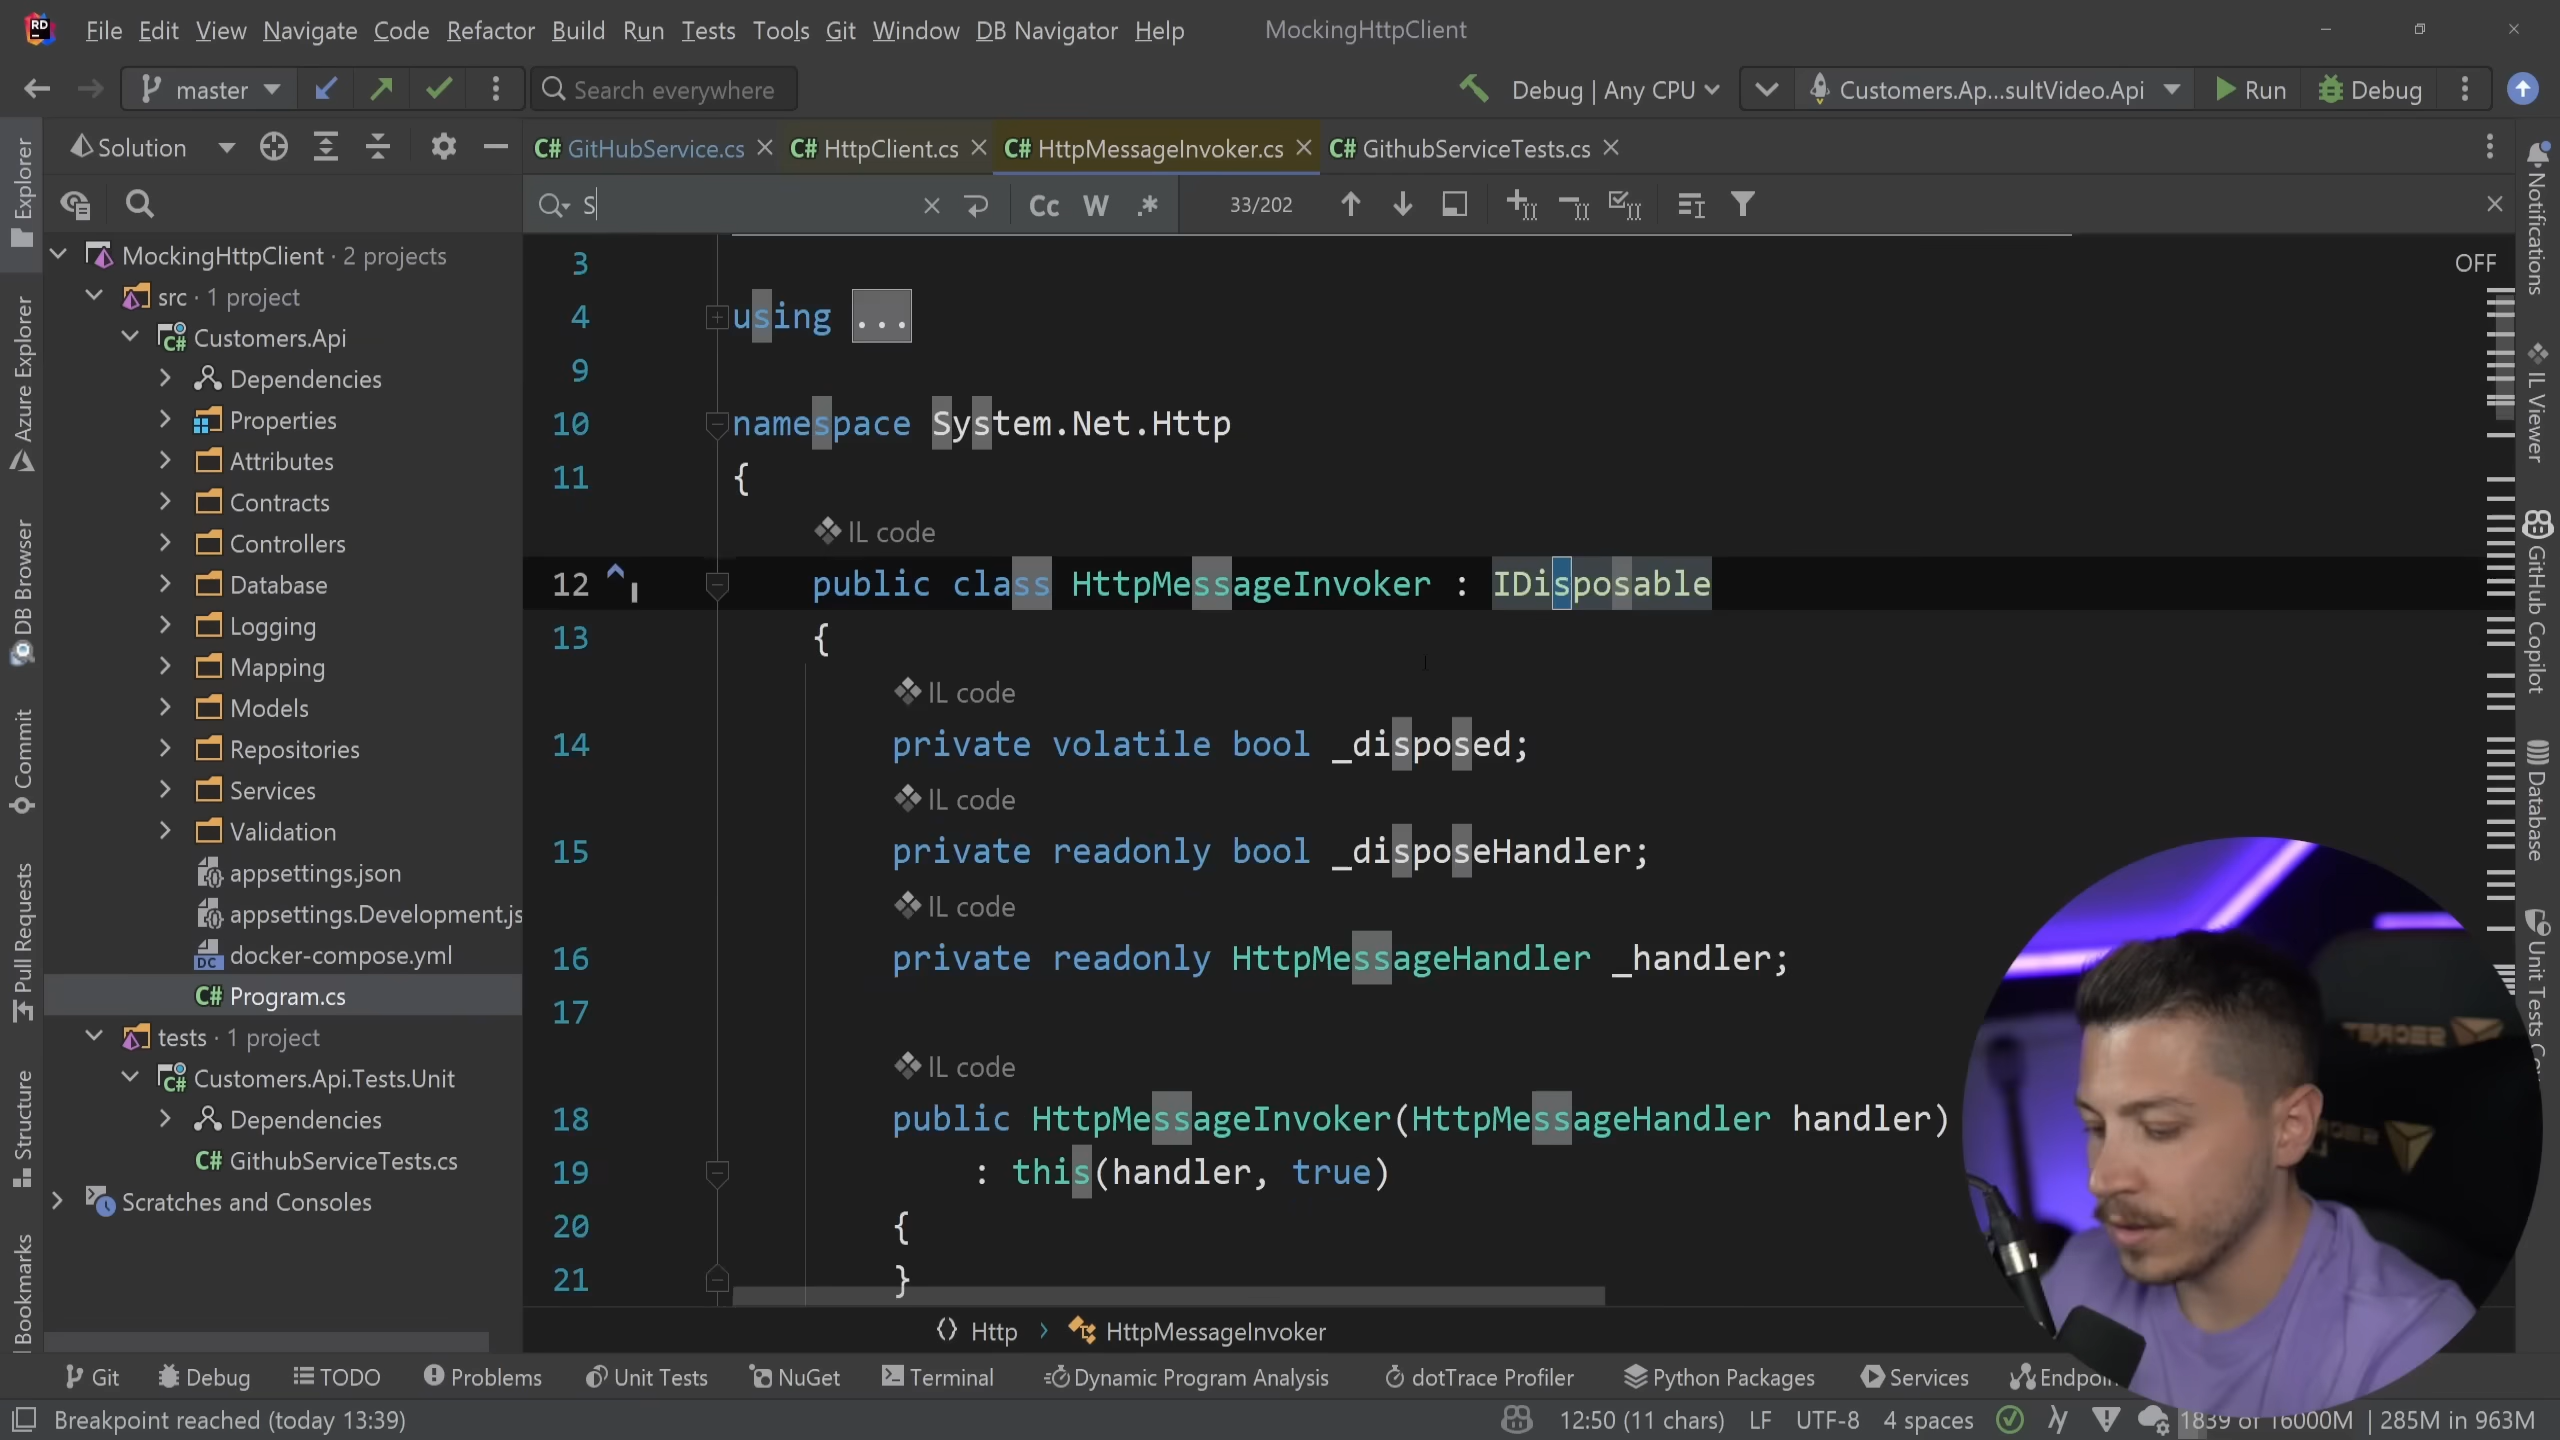 File Edit View Navigate Code Refactor Build Run Tests Tools Git Window DB Navigator Help MockingHttpClient
master Search everywhere Debug | Any CPU Customers.Ap...sultVideo.Api Run Debug
Solution
C# GitHubService.cs C# HttpClient.cs C# HttpMessageInvoker.cs C# GithubServiceTests.cs
S Cc W .* 33/202
Explorer
Azure Explorer
DB Browser
Commit
Pull Requests
Structure
Bookmarks
MockingHttpClient · 2 projects
src · 1 project
Customers.Api
Dependencies
Properties
Attributes
Contracts
Controllers
Database
Logging
Mapping
Models
Repositories
Services
Validation
appsettings.json
appsettings.Development.js
docker-compose.yml
C# Program.cs
tests · 1 project
Customers.Api.Tests.Unit
Dependencies
C# GithubServiceTests.cs
Scratches and Consoles
OFF
3
4 using ...
9
10 namespace System.Net.Http
11 {
IL code
12 public class HttpMessageInvoker : IDisposable
13 {
IL code
14 private volatile bool _disposed;
IL code
15 private readonly bool _disposeHandler;
IL code
16 private readonly HttpMessageHandler _handler;
17
IL code
18 public HttpMessageInvoker(HttpMessageHandler handler)
19 : this(handler, true)
20 {
21 }
Http › HttpMessageInvoker
Notifications
IL Viewer
GitHub Copilot
Database
Unit Tests
Git Debug TODO Problems Unit Tests NuGet Terminal Dynamic Program Analysis dotTrace Profiler Python Packages Services
Breakpoint reached (today 13:39) 12:50 (11 chars) LF UTF-8 4 spaces 1839 of 16000M | 285M in 963M